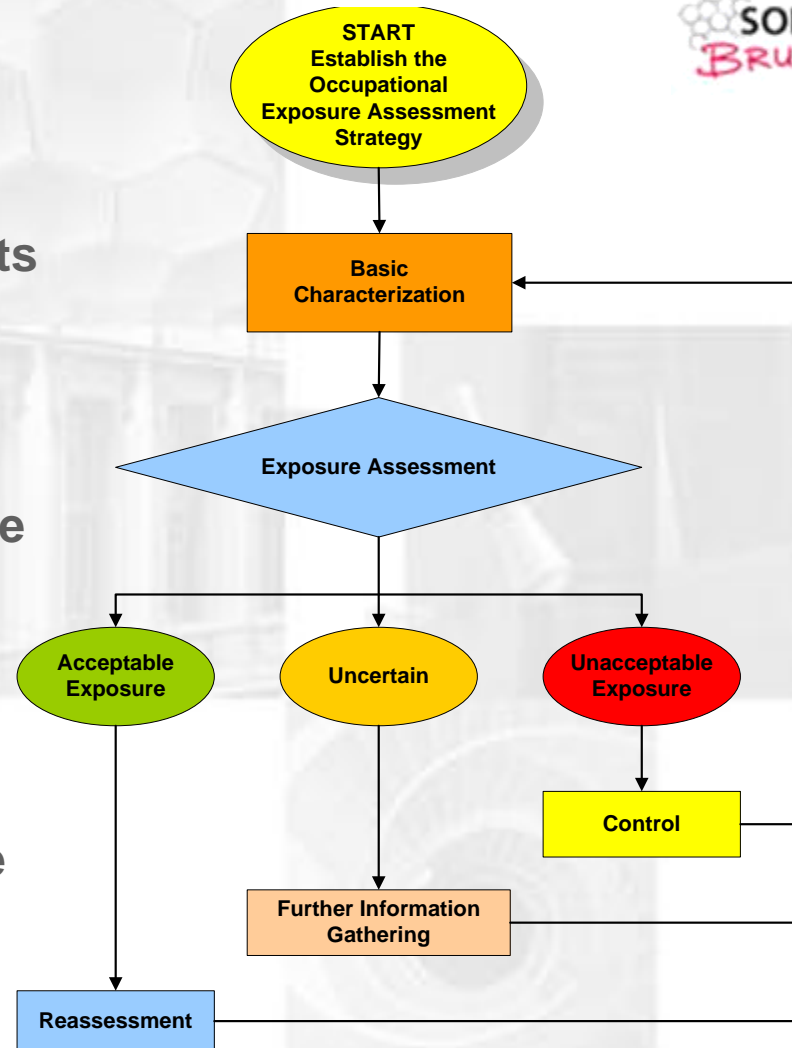 START
Establish the
Occupational
Exposure Assessment
Strategy
Basic
Characterization
Exposure Assessment
Acceptable
Exposure
Uncertain
Unacceptable
Exposure
Control
Further Information
Gathering
Reassessment